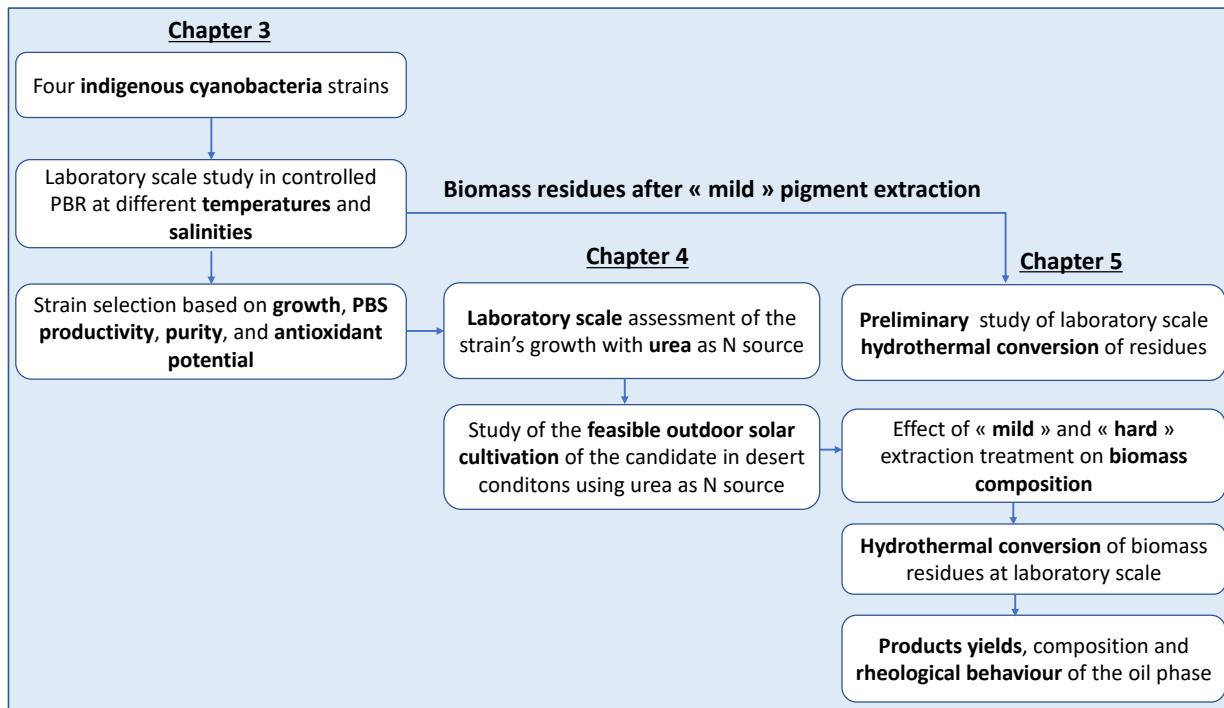 Chapter 3
Four indigenous cyanobacteria strains
Laboratory scale study in controlled
PBR at different temperatures and
salinities
Strain selection based on growth, PBS
productivity, purity, and antioxidant
potential
Biomass residues after « mild » pigment extraction
Chapter 4
Laboratory scale assessment of the
strain’s growth with urea as N source
Study of the feasible outdoor solar
cultivation of the candidate in desert
conditons using urea as N source
Chapter 5
Preliminary study of laboratory scale
hydrothermal conversion of residues
Effect of « mild » and « hard »
extraction treatment on biomass
composition
Hydrothermal conversion of biomass
residues at laboratory scale
Products yields, composition and
rheological behaviour of the oil phase